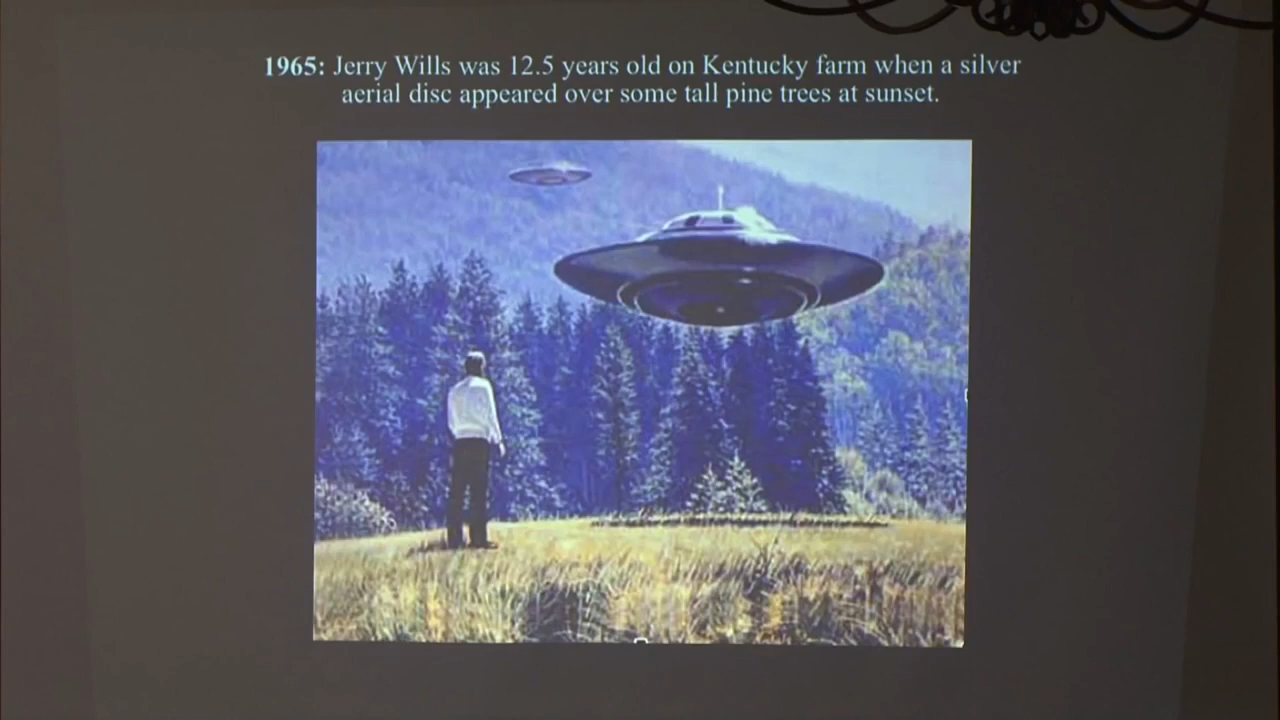 1965: Jerry Wills was 12.5 years old on Kentucky farm when a silver
aerial disc appeared over some tall pine trees at sunset.